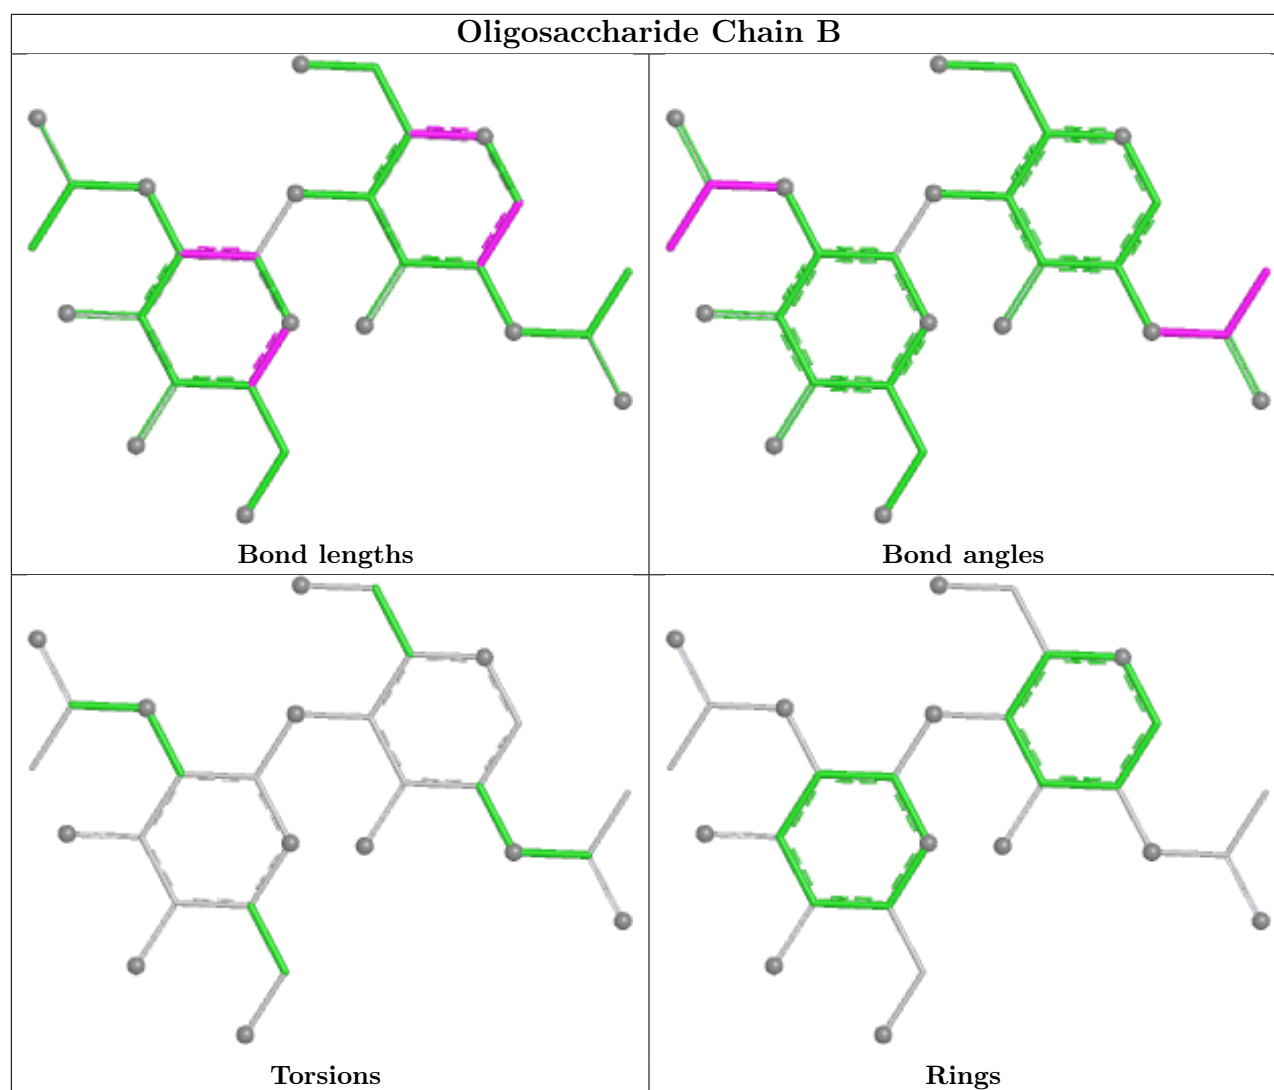 Oligosaccharide Chain B
Bond lengths
Bond angles
Torsions
Rings